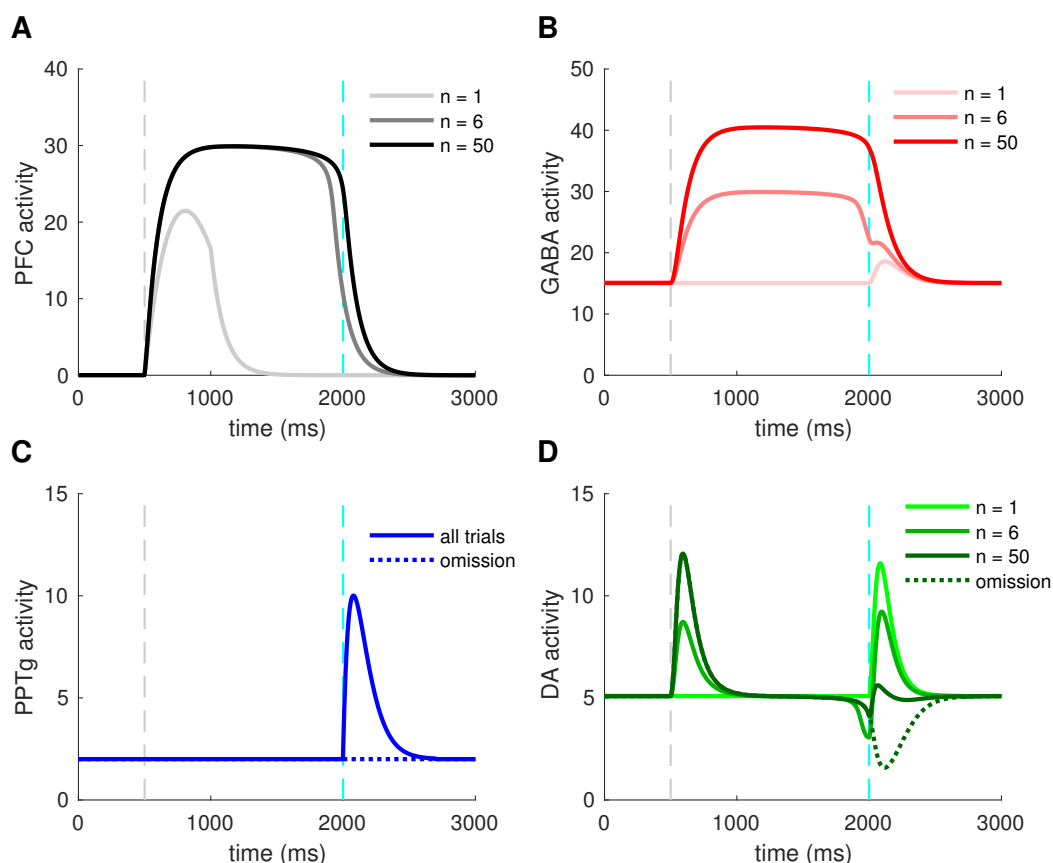 A
PFC activity
40
30
20
10
0
0 1000 2000 3000
time (ms)
n = 1
n = 6
n = 50
B
GABA activity
50
40
30
20
10
0
0 1000 2000 3000
time (ms)
n = 1
n = 6
n = 50
C
PPTg activity
15
10
5
0
0 1000 2000 3000
time (ms)
all trials
omission
D
DA activity
15
10
5
0
0 1000 2000 3000
time (ms)
n = 1
n = 6
n = 50
omission